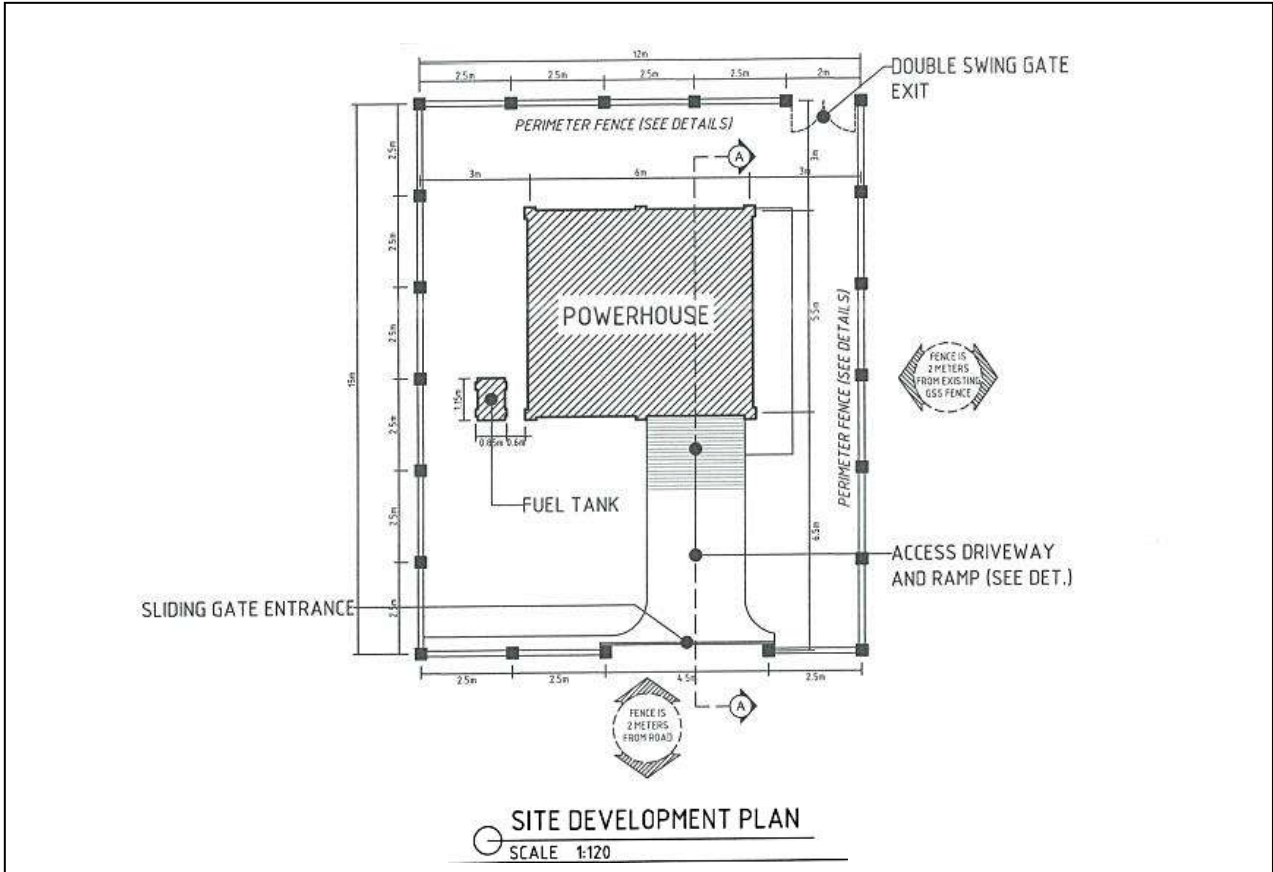 12m
2.5m 2.5m 2.5m 2.5m 2m
DOUBLE SWING GATE
EXIT
PERIMETER FENCE (SEE DETAILS)
A
3m
3m 6m 3m
2.5m
2.5m
2.5m
2.5m
2.5m
2.5m
15m
POWERHOUSE
5.5m
PERIMETER FENCE (SEE DETAILS)
FENCE IS
2 METERS
FROM EXISTING
GSS FENCE
1.15m
0.85m 0.6m
FUEL TANK
6.5m
ACCESS DRIVEWAY
AND RAMP (SEE DET.)
SLIDING GATE ENTRANCE
2.5m 2.5m 4.5m 2.5m
A
FENCE IS
2 METERS
FROM ROAD
SITE DEVELOPMENT PLAN
SCALE 1:120